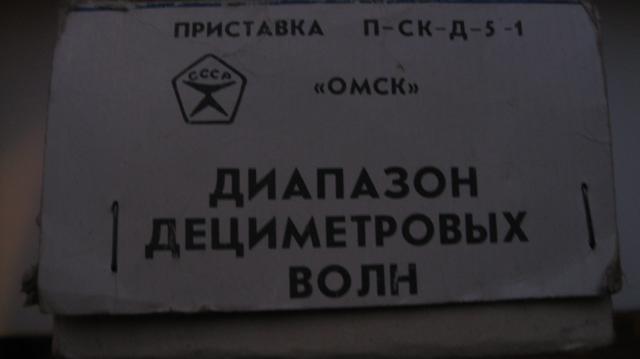 ПРИСТАВКА П-СК-Д-5-1
СССР
«ОМСК»
ДИАПАЗОН
ДЕЦИМЕТРОВЫХ
ВОЛН